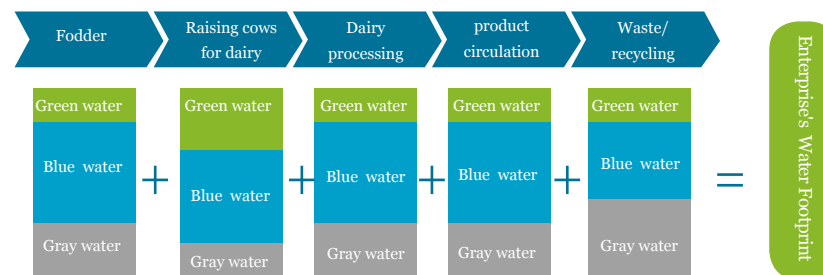 Fodder
Raising cows
for dairy
Dairy
processing
product
circulation
Waste/
recycling
Green water
Green water
Green water
Green water
Green water
Blue water
Blue water
Blue water
Blue water
Blue water
Gray water
Gray water
Gray water
Gray water
Gray water
+
+
+
+
=
Enterprise's Water Footprint